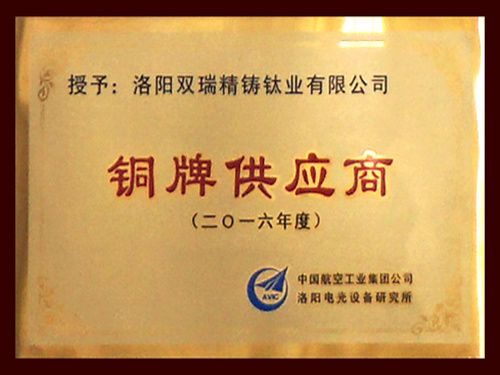 授予：洛阳双瑞精铸钛业有限公司
铜牌供应商
（二〇一六年度）
AVIC
中国航空工业集团公司
洛阳电光设备研究所